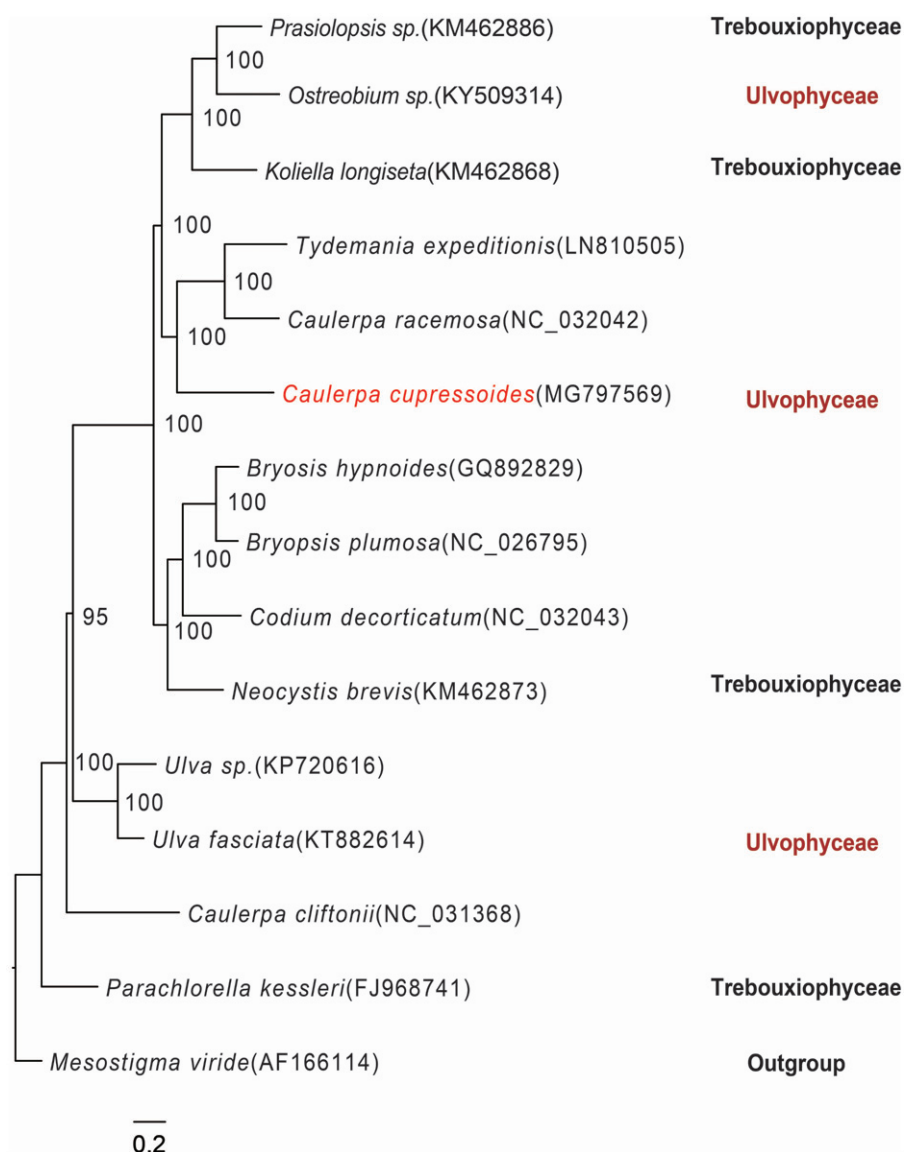 Prasiolopsis sp.(KM462886) Trebouxiophyceae
100
Ostreobium sp.(KY509314) Ulvophyceae
100
Koliella longiseta(KM462868) Trebouxiophyceae
100
Tydemania expeditionis(LN810505)
100
Caulerpa racemosa(NC_032042)
100
Caulerpa cupressoides(MG797569) Ulvophyceae
100
Bryosis hypnoides(GQ892829)
100
Bryopsis plumosa(NC_026795)
100
Codium decorticatum(NC_032043)
95
100
Neocystis brevis(KM462873) Trebouxiophyceae
Ulva sp.(KP720616)
100
100
Ulva fasciata(KT882614) Ulvophyceae
Caulerpa cliftonii(NC_031368)
Parachlorella kessleri(FJ968741) Trebouxiophyceae
Mesostigma viride(AF166114) Outgroup
0.2